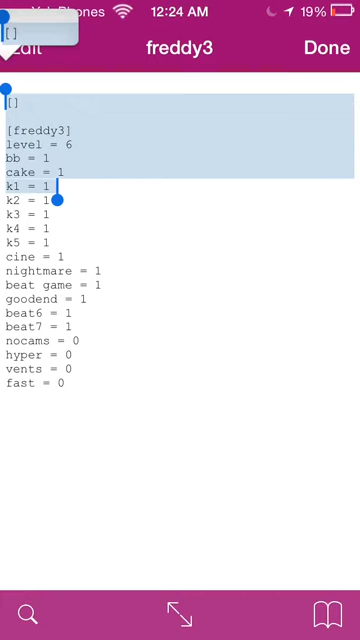 Phones 12:24 AM 19%
[]
Edit freddy3 Done
[]
[freddy3]
level = 6
bb = 1
cake = 1
k1 = 1
k2 = 1
k3 = 1
k4 = 1
k5 = 1
cine = 1
nightmare = 1
beat game = 1
goodend = 1
beat6 = 1
beat7 = 1
nocams = 0
hyper = 0
vents = 0
fast = 0